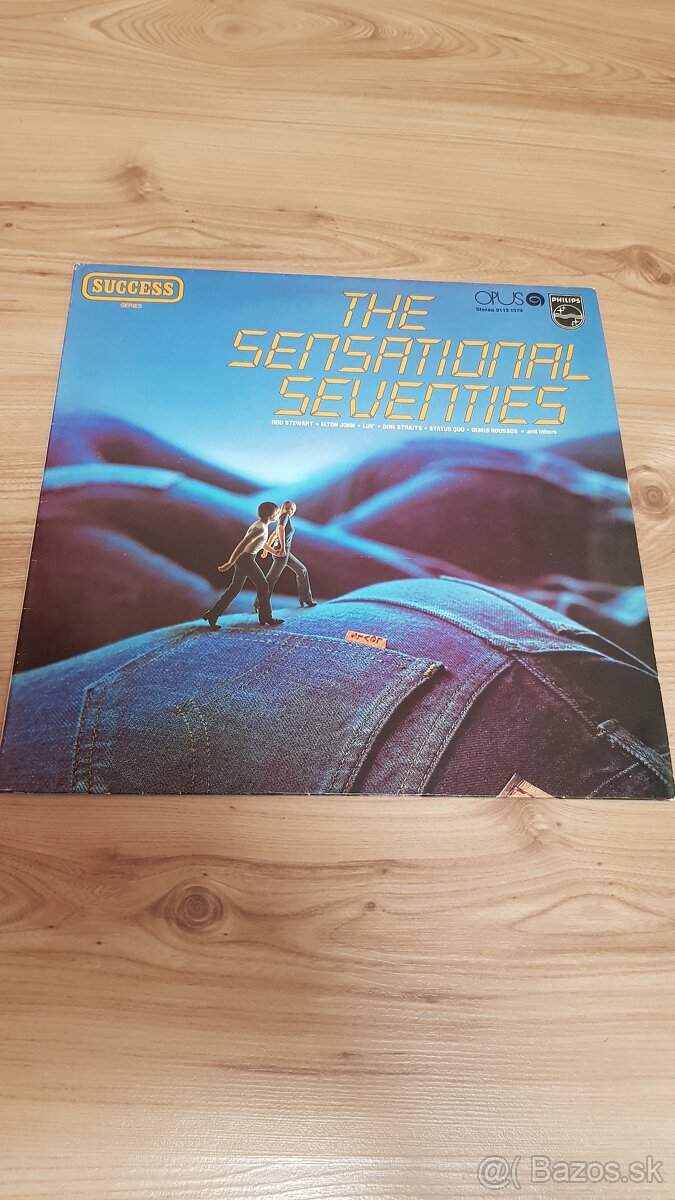 SUCCESS
SERIES
OPUS
Stereo 9113 1374
PHILIPS
THE
SENSATIONAL
SEVENTIES
ROD STEWART • ELTON JOHN • LUV' • DIRE STRAITS • STATUS QUO • DEMIS ROUSSOS • and others
@( Bazos.sk